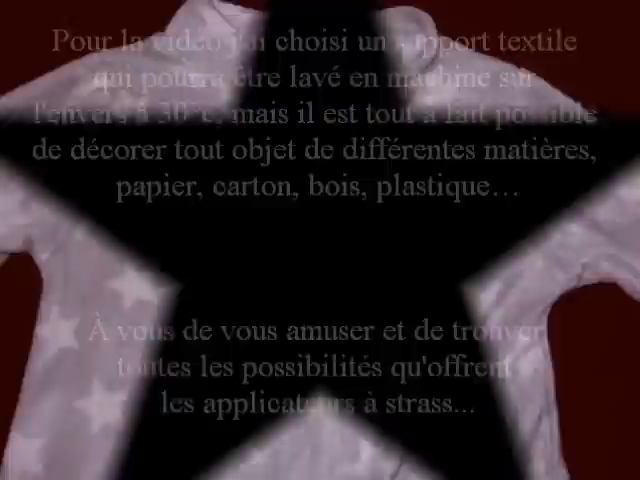 Pour la vidéo j'ai choisi un support textile
qui pourra être lavé en machine sur
l'envers à 30°c, mais il est tout à fait possible
de décorer tout objet de différentes matières,
papier, carton, bois, plastique...
À vous de vous amuser et de trouver
toutes les possibilités qu'offrent
les applicateurs à strass...